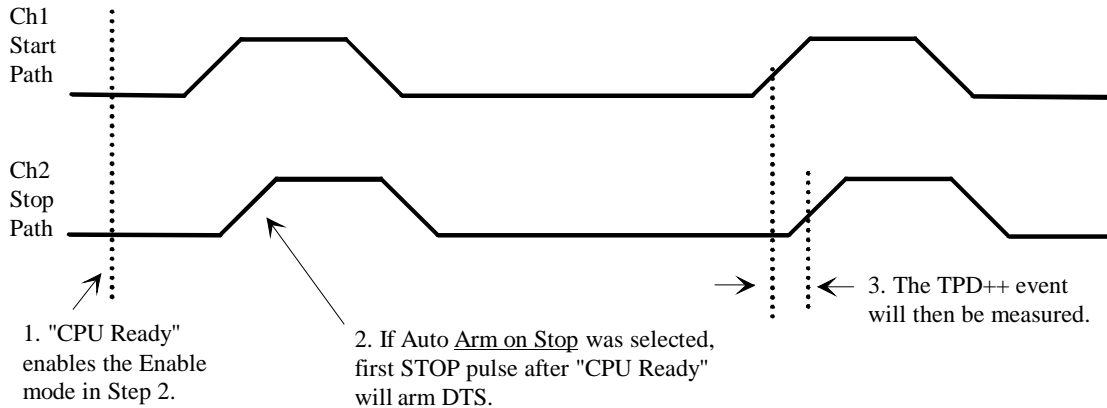 Ch1
Start
Path
Ch2
Stop
Path
1. "CPU Ready"
enables the Enable
mode in Step 2.
2. If Auto Arm on Stop was selected,
first STOP pulse after "CPU Ready"
will arm DTS.
3. The TPD++ event
will then be measured.